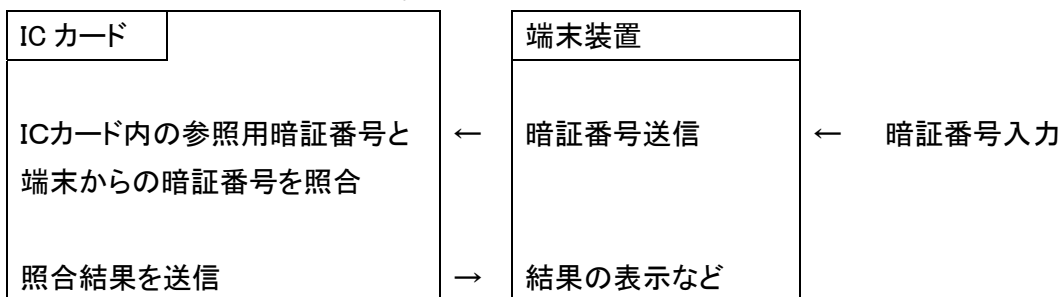 IC カード
端末装置
ICカード内の参照用暗証番号と ← 暗証番号送信 ← 暗証番号入力
端末からの暗証番号を照合
照合結果を送信 → 結果の表示など